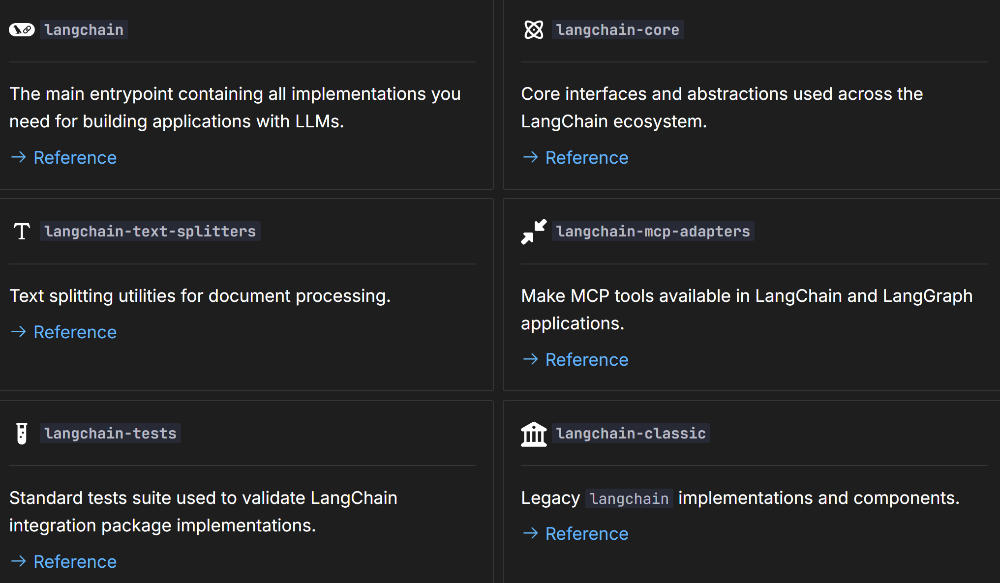 langchain
The main entrypoint containing all implementations you
need for building applications with LLMs.
→ Reference
langchain-core
Core interfaces and abstractions used across the
LangChain ecosystem.
→ Reference
langchain-text-splitters
Text splitting utilities for document processing.
→ Reference
langchain-mcp-adapters
Make MCP tools available in LangChain and LangGraph
applications.
→ Reference
langchain-tests
Standard tests suite used to validate LangChain
integration package implementations.
→ Reference
langchain-classic
Legacy langchain implementations and components.
→ Reference